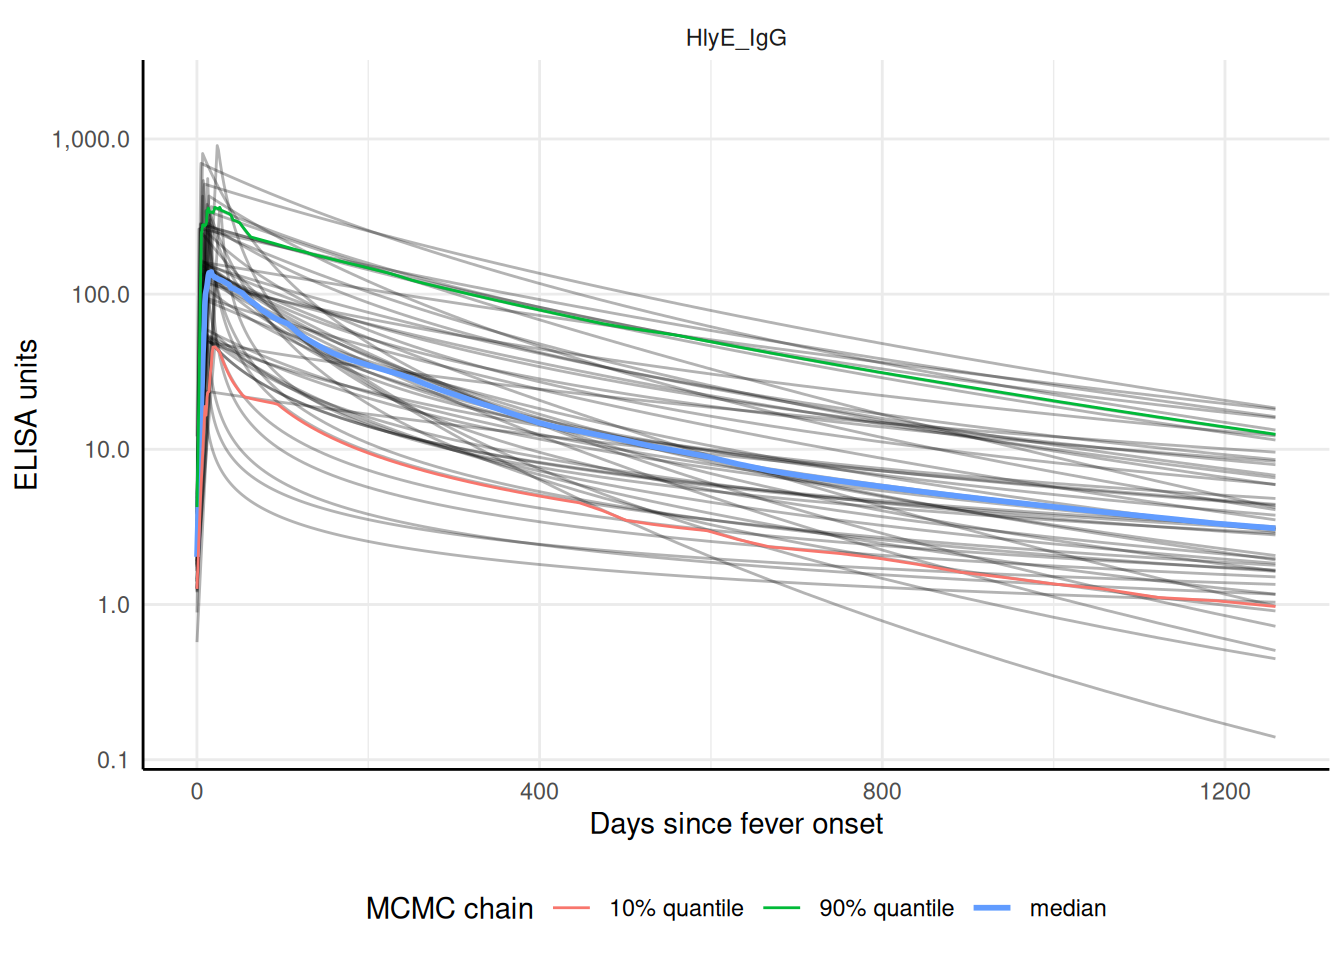 HlyE_IgG
1,000.0
100.0
10.0
1.0
0.1
ELISA units
0 400 800 1200
Days since fever onset
MCMC chain 10% quantile 90% quantile median